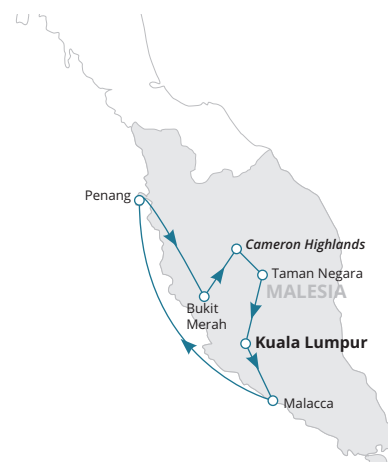 Penang
Cameron Highlands
Taman Negara
MALESIA
Bukit
Merah
Kuala Lumpur
Malacca